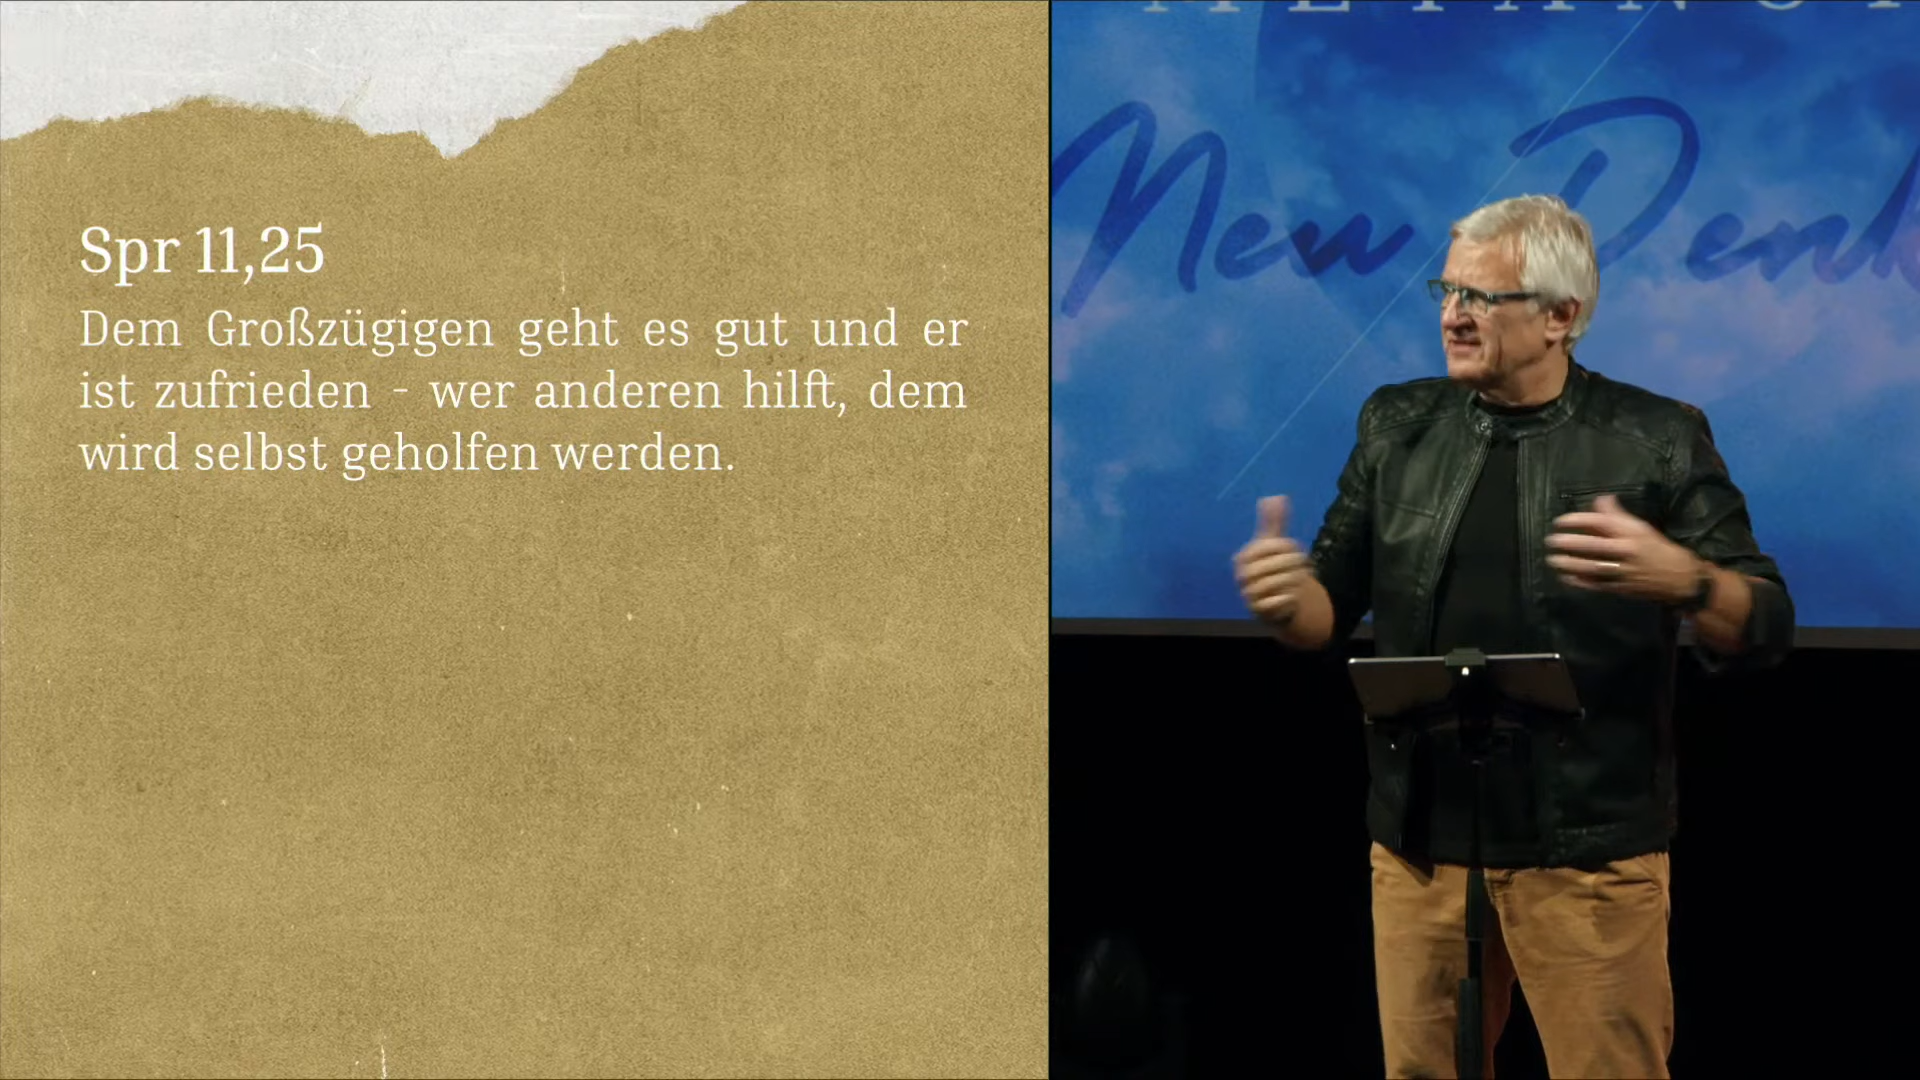 Spr 11,25
Dem Großzügigen geht es gut und er
ist zufrieden - wer anderen hilft, dem
wird selbst geholfen werden.
METANOI
New Denk